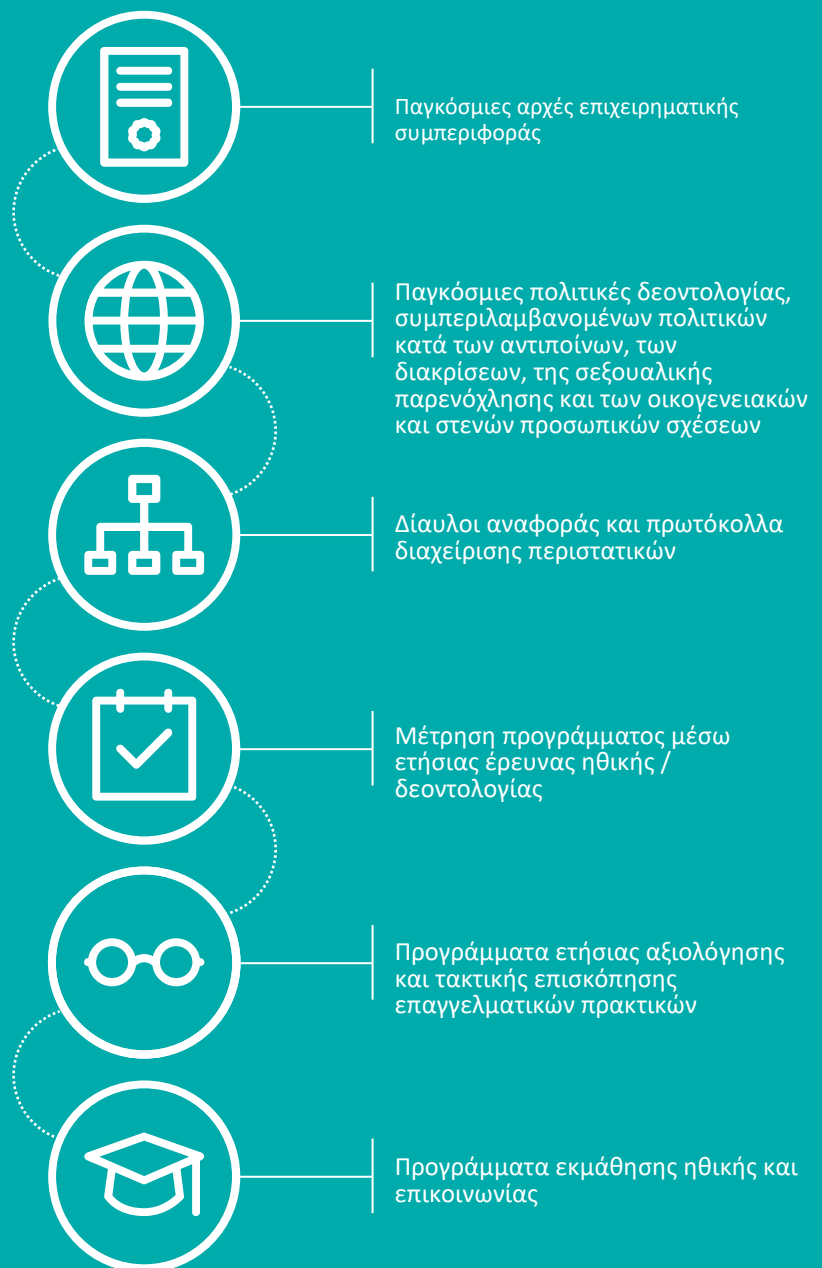 Παγκόσμιες αρχές επιχειρηματικής
συμπεριφοράς
Παγκόσμιες πολιτικές δεοντολογίας,
συμπεριλαμβανομένων πολιτικών
κατά των αντιποίνων, των
διακρίσεων, της σεξουαλικής
παρενόχλησης και των οικογενειακών
και στενών προσωπικών σχέσεων
Δίαυλοι αναφοράς και πρωτόκολλα
διαχείρισης περιστατικών
Μέτρηση προγράμματος μέσω
ετήσιας έρευνας ηθικής /
δεοντολογίας
Προγράμματα ετήσιας αξιολόγησης
και τακτικής επισκόπησης
επαγγελματικών πρακτικών
Προγράμματα εκμάθησης ηθικής και
επικοινωνίας